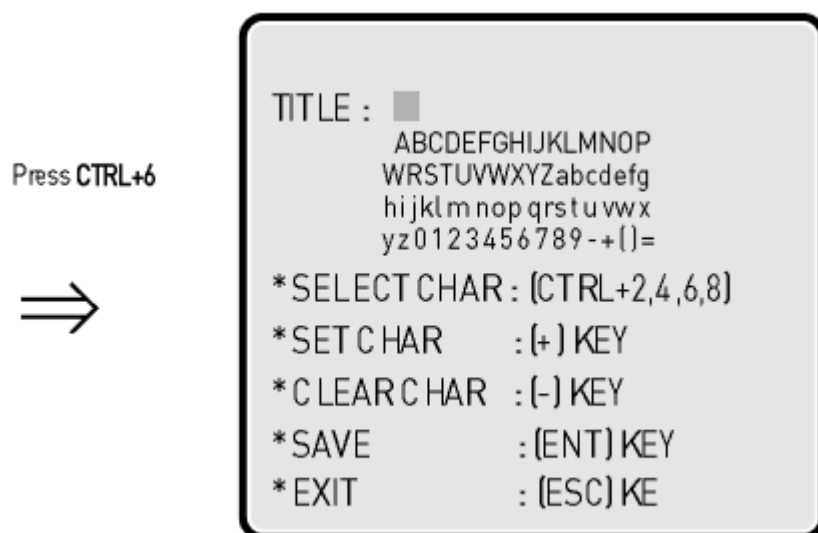 TITLE :
ABCDEFGHIJKLMNOP
WRSTUVWXYZabcdefg
hijklmnopqrstuvwx
yz0123456789-+()=
Press CTRL+6
*SELECT CHAR : (CTRL+2,4,6,8)
*SET CHAR : (+) KEY
*CLEAR CHAR : (-) KEY
*SAVE : (ENT) KEY
*EXIT : (ESC) KE